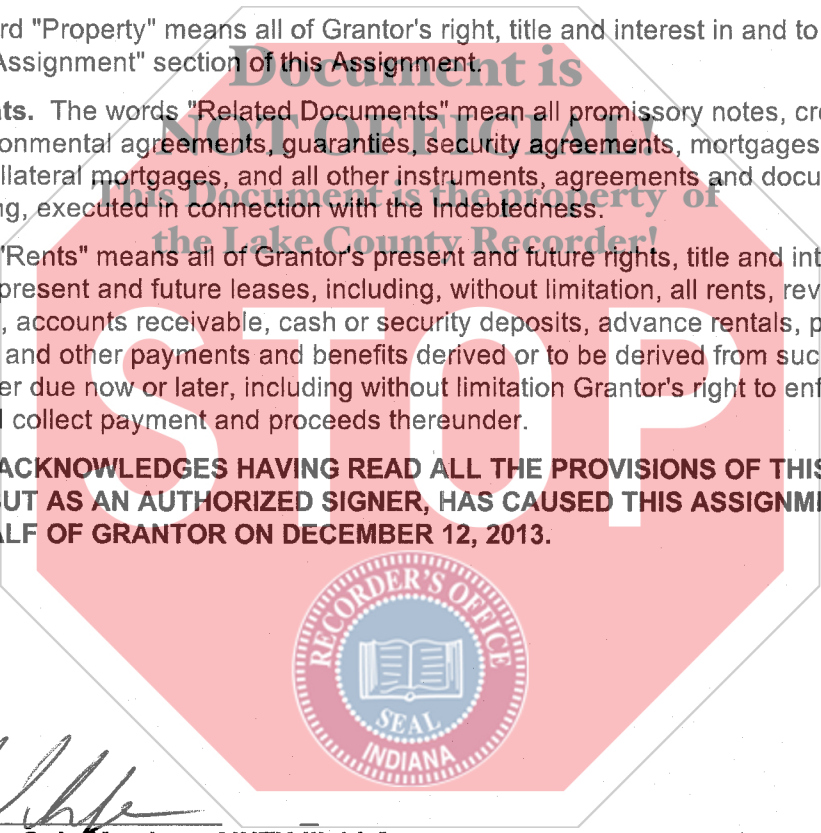 rd "Property" means all of Grantor's right, title and interest in and to
Assignment" section of this Assignment.
Document is
ts. The words "Related Documents" mean all promissory notes, cre
NOT OFFICIAL!
onmental agreements, guaranties, security agreements, mortgages
llateral mortgages, and all other instruments, agreements and docu
This Document is the property of
ng, executed in connection with the Indebtedness.
the Lake County Recorder!
"Rents" means all of Grantor's present and future rights, title and int
present and future leases, including, without limitation, all rents, rev
, accounts receivable, cash or security deposits, advance rentals, p
and other payments and benefits derived or to be derived from suc
er due now or later, including without limitation Grantor's right to enf
collect payment and proceeds thereunder.
STOP
ACKNOWLEDGES HAVING READ ALL THE PROVISIONS OF THIS
BUT AS AN AUTHORIZED SIGNER, HAS CAUSED THIS ASSIGNM
ALF OF GRANTOR ON DECEMBER 12, 2013.
RECORDER'S OFFICE
SEAL
INDIANA